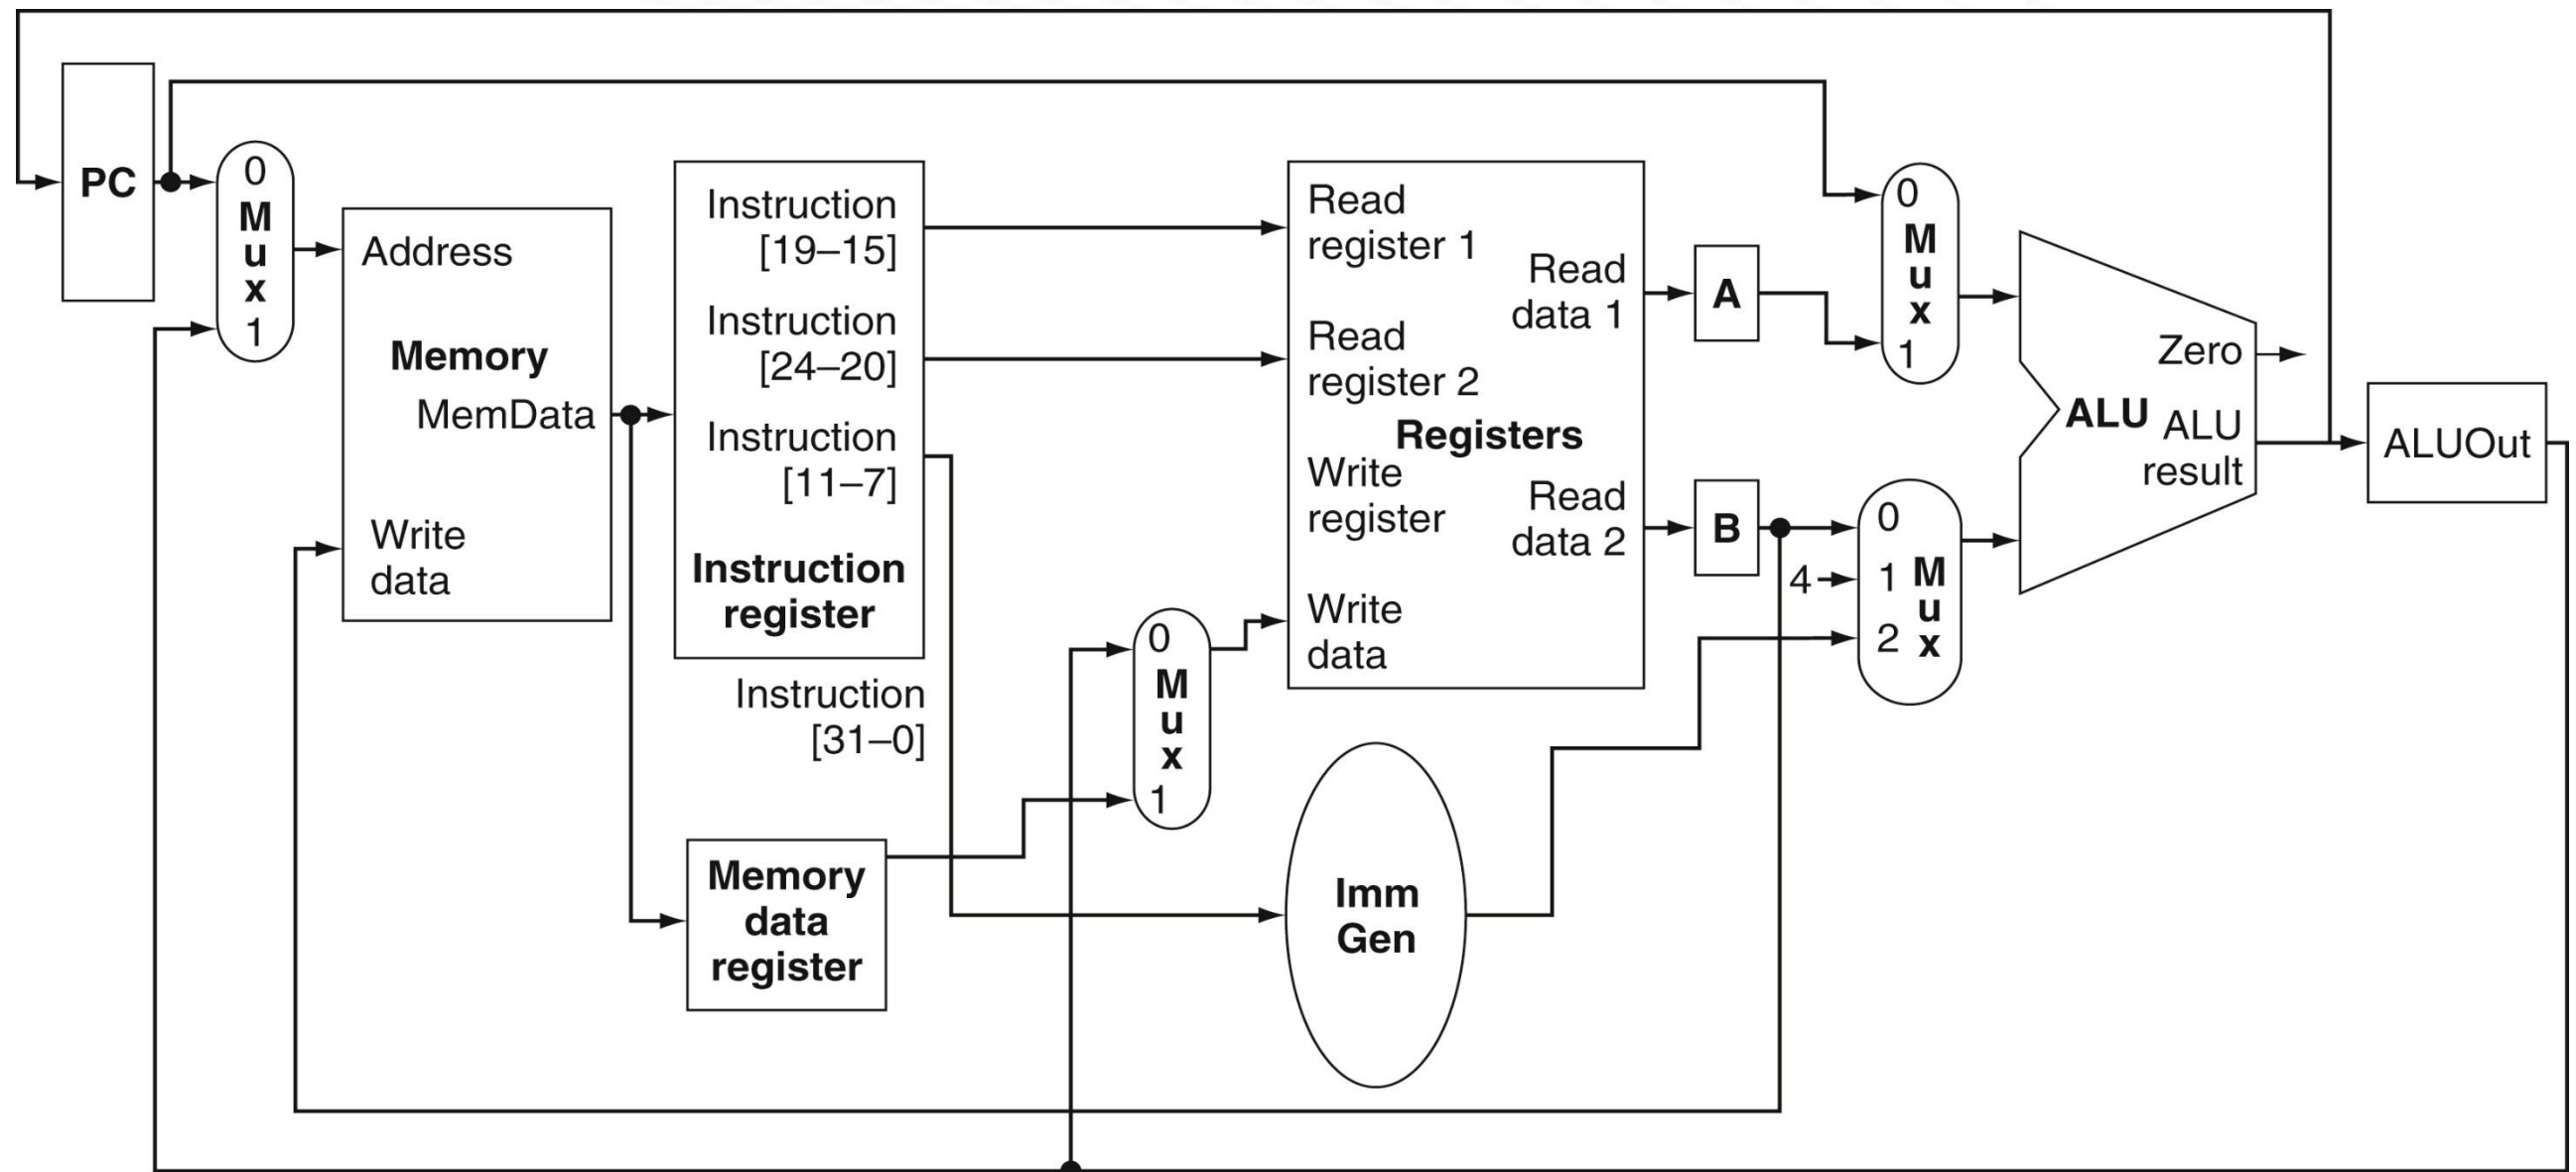 PC
0
M
u
x
1
Address
Memory
MemData
Write
data
Instruction
[19–15]
Instruction
[24–20]
Instruction
[11–7]
Instruction
register
Instruction
[31–0]
Memory
data
register
0
M
u
x
1
Read
register 1
Read
register 2
Registers
Write
register
Write
data
Read
data 1
Read
data 2
Imm
Gen
A
B
4
0
M
u
x
1
0
1
2
M
u
x
Zero
ALU
ALU
result
ALUOut